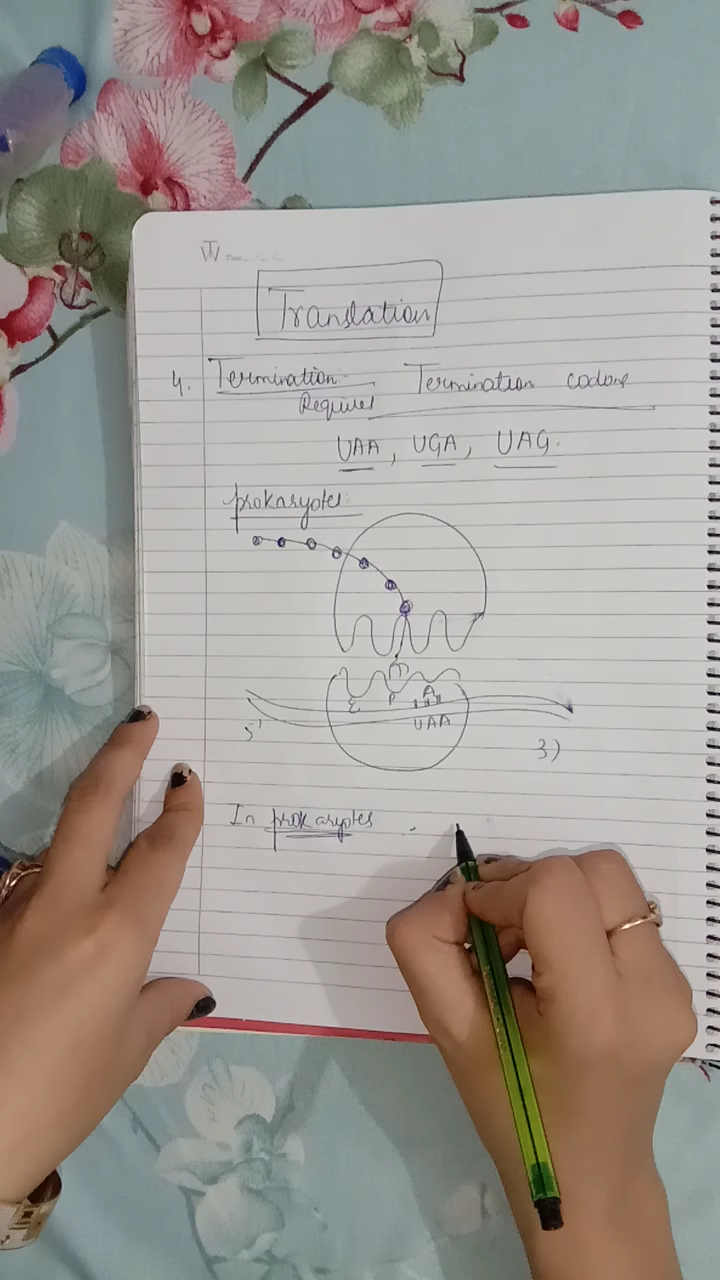 Translation
4. Termination:- Termination codons
Requires
UAA, UGA, UAG.
prokaryotes:
E P A
UAA
5'
3)
In prokaryotes -